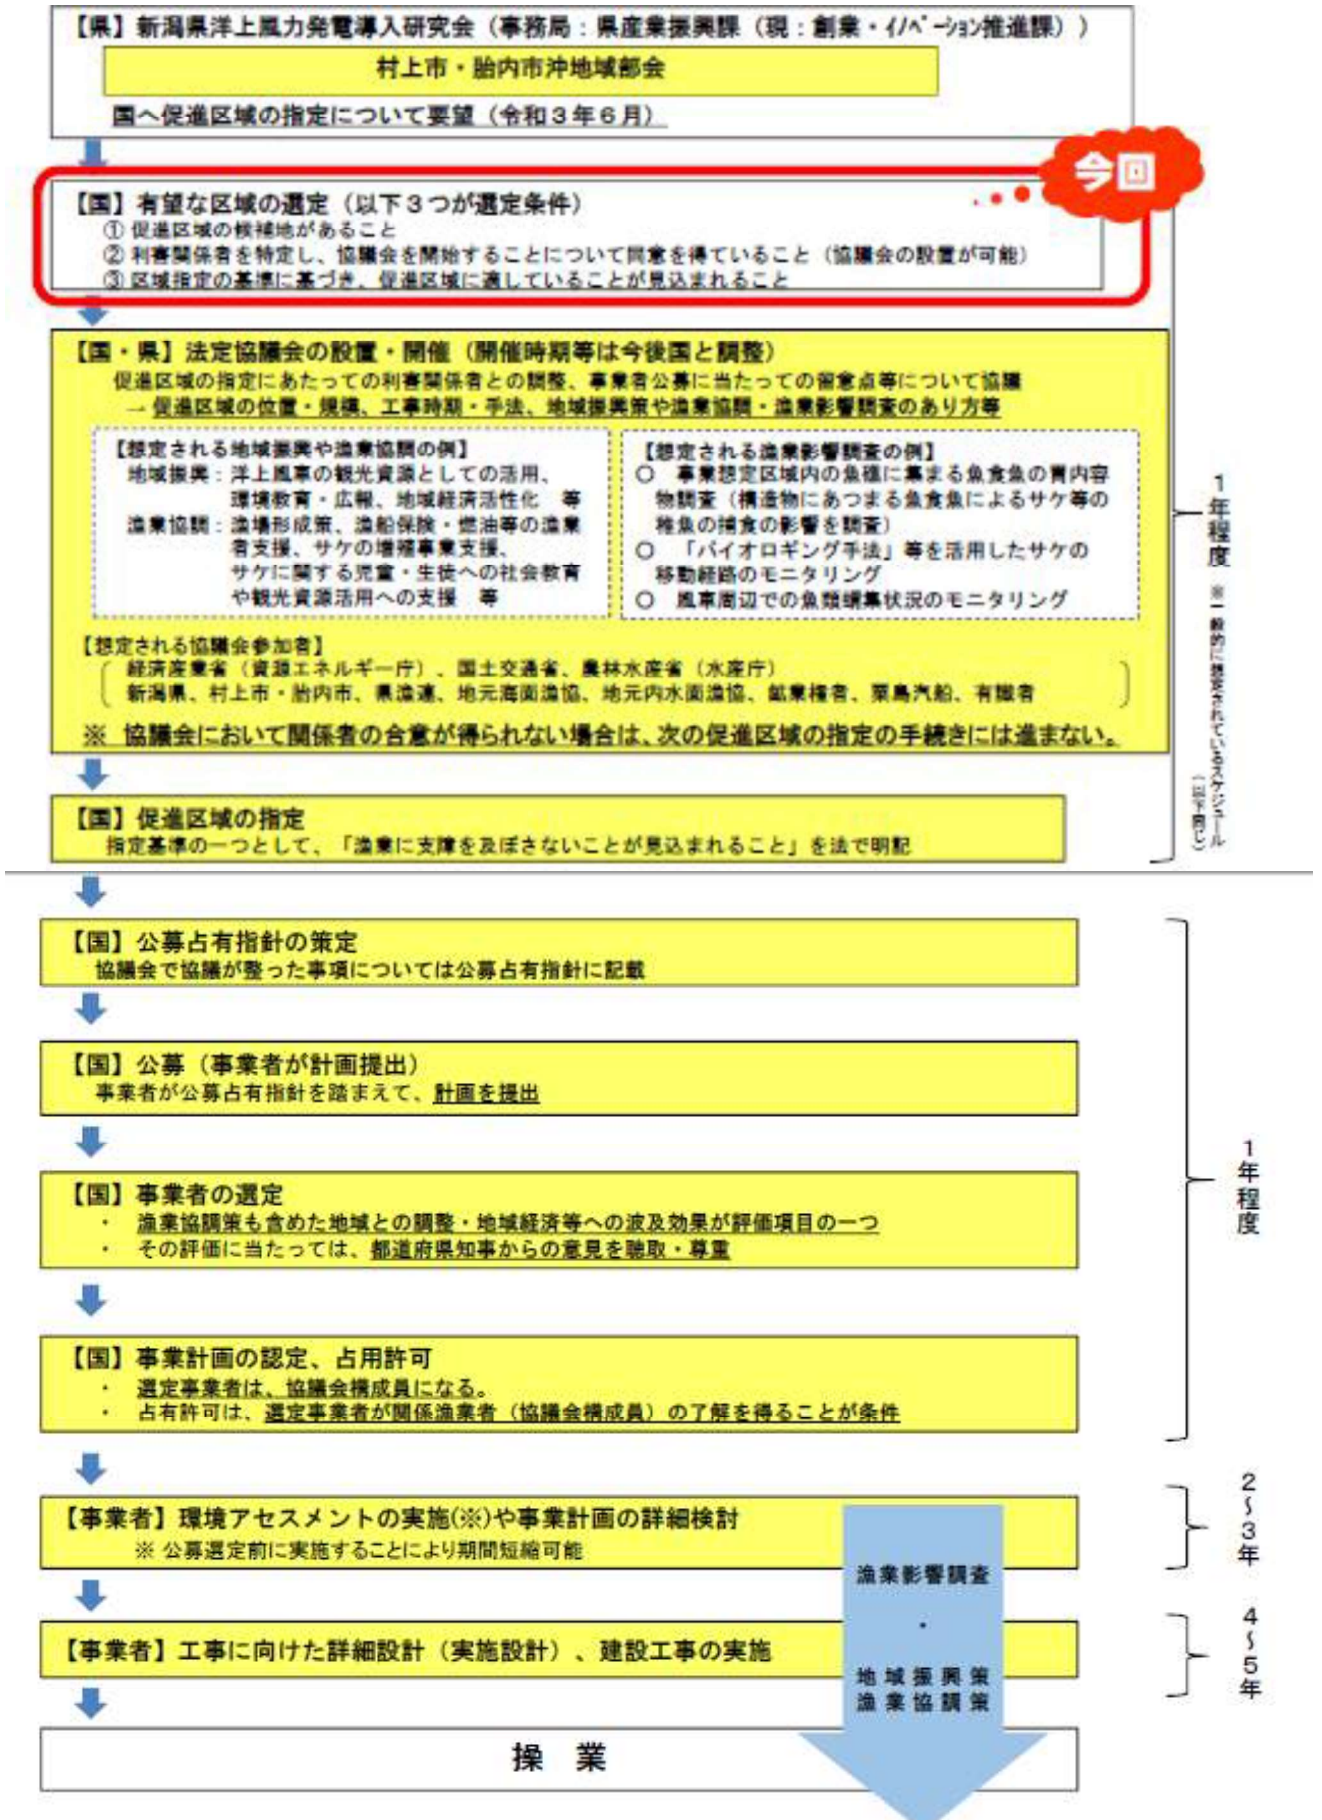 【県】新潟県洋上風力発電導入研究会（事務局：県産業振興課（現：創業・ｲﾉﾍﾞｰｼｮﾝ推進課））
村上市・胎内市沖地域部会
国へ促進区域の指定について要望（令和３年６月）
今回
【国】有望な区域の選定（以下３つが選定条件）
① 促進区域の候補地があること
② 利害関係者を特定し、協議会を開始することについて同意を得ていること（協議会の設置が可能）
③ 区域指定の基準に基づき、促進区域に適していることが見込まれること
【国・県】法定協議会の設置・開催（開催時期等は今後国と調整）
促進区域の指定にあたっての利害関係者との調整、事業者公募に当たっての留意点等について協議
→ 促進区域の位置・規模、工事時期・手法、地域振興策や漁業協調・漁業影響調査のあり方等
【想定される地域振興や漁業協調の例】
地域振興：洋上風車の観光資源としての活用、
環境教育・広報、地域経済活性化　等
漁業協調：漁場形成策、漁船保険・燃油等の漁業
者支援、サケの増殖事業支援、
サケに関する児童・生徒への社会教育
や観光資源活用への支援　等
【想定される漁業影響調査の例】
○　事業想定区域内の魚礁に集まる魚食魚の胃内容
物調査（構造物にあつまる魚食魚によるサケ等の
稚魚の捕食の影響を調査）
○　「バイオロギング手法」等を活用したサケの
移動経路のモニタリング
○　風車周辺での魚類蝟集状況のモニタリング
【想定される協議会参加者】
経済産業省（資源エネルギー庁）、国土交通省、農林水産省（水産庁）
新潟県、村上市・胎内市、県漁連、地元海面漁協、地元内水面漁協、鉱業権者、粟島汽船、有識者
※ 協議会において関係者の合意が得られない場合は、次の促進区域の指定の手続きには進まない。
１年程度
※一般的に想定されているスケジュール
（以下同じ）
【国】促進区域の指定
指定基準の一つとして、「漁業に支障を及ぼさないことが見込まれること」を法で明記
【国】公募占有指針の策定
協議会で協議が整った事項については公募占有指針に記載
【国】公募（事業者が計画提出）
事業者が公募占有指針を踏まえて、計画を提出
【国】事業者の選定
・　漁業協調策も含めた地域との調整・地域経済等への波及効果が評価項目の一つ
・　その評価に当たっては、都道府県知事からの意見を聴取・尊重
１年程度
【国】事業計画の認定、占用許可
・　選定事業者は、協議会構成員になる。
・　占有許可は、選定事業者が関係漁業者（協議会構成員）の了解を得ることが条件
【事業者】環境アセスメントの実施(※)や事業計画の詳細検討
※ 公募選定前に実施することにより期間短縮可能
２～３年
【事業者】工事に向けた詳細設計（実施設計）、建設工事の実施
４～５年
漁業影響調査
・
地域振興策
漁業協調策
操　業